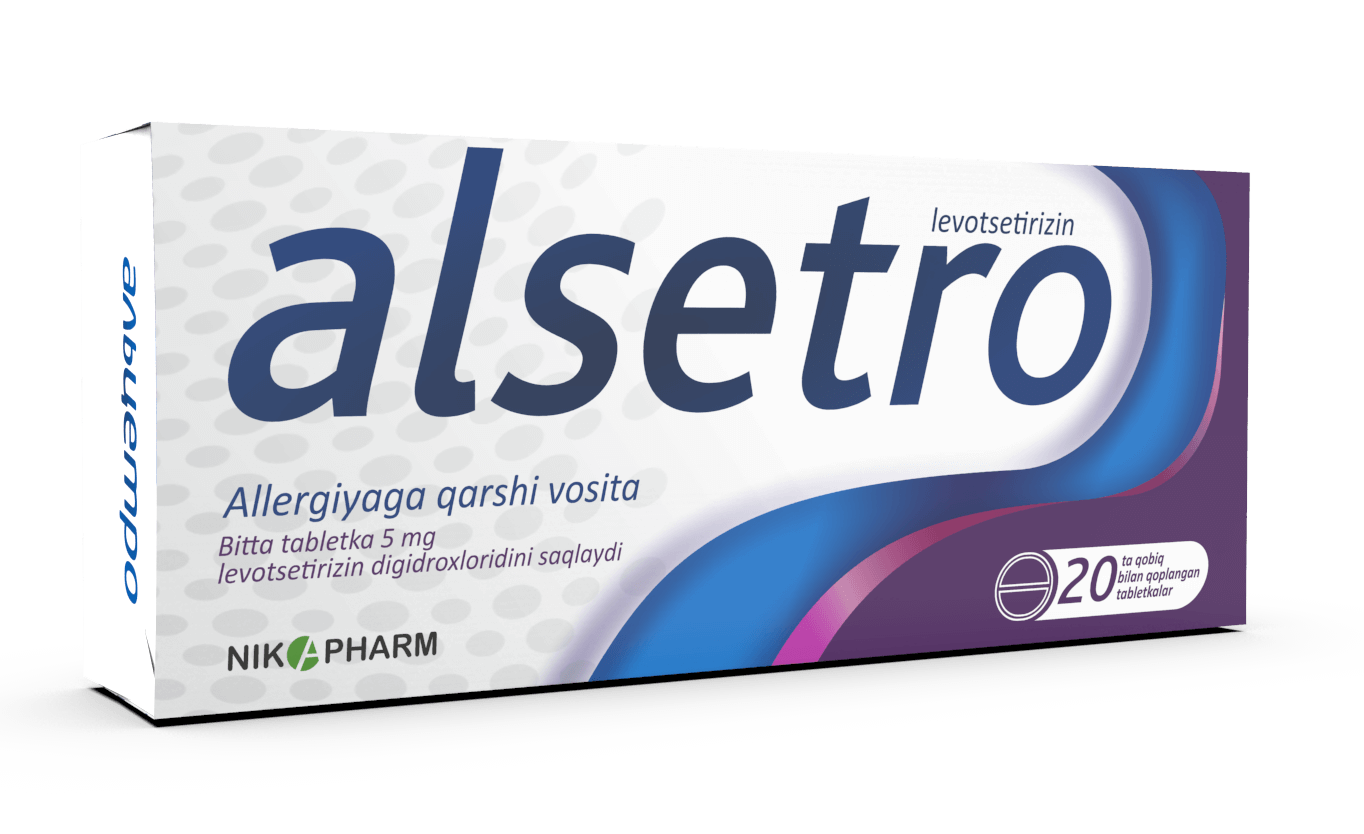 алситро
alsetro
levotsetirizin
Allergiyaga qarshi vosita
Bitta tabletka 5 mg
levotsetirizin digidroxloridini saqlaydi
NIKAPHARM
20
ta qobiq
bilan qoplangan
tabletkalar